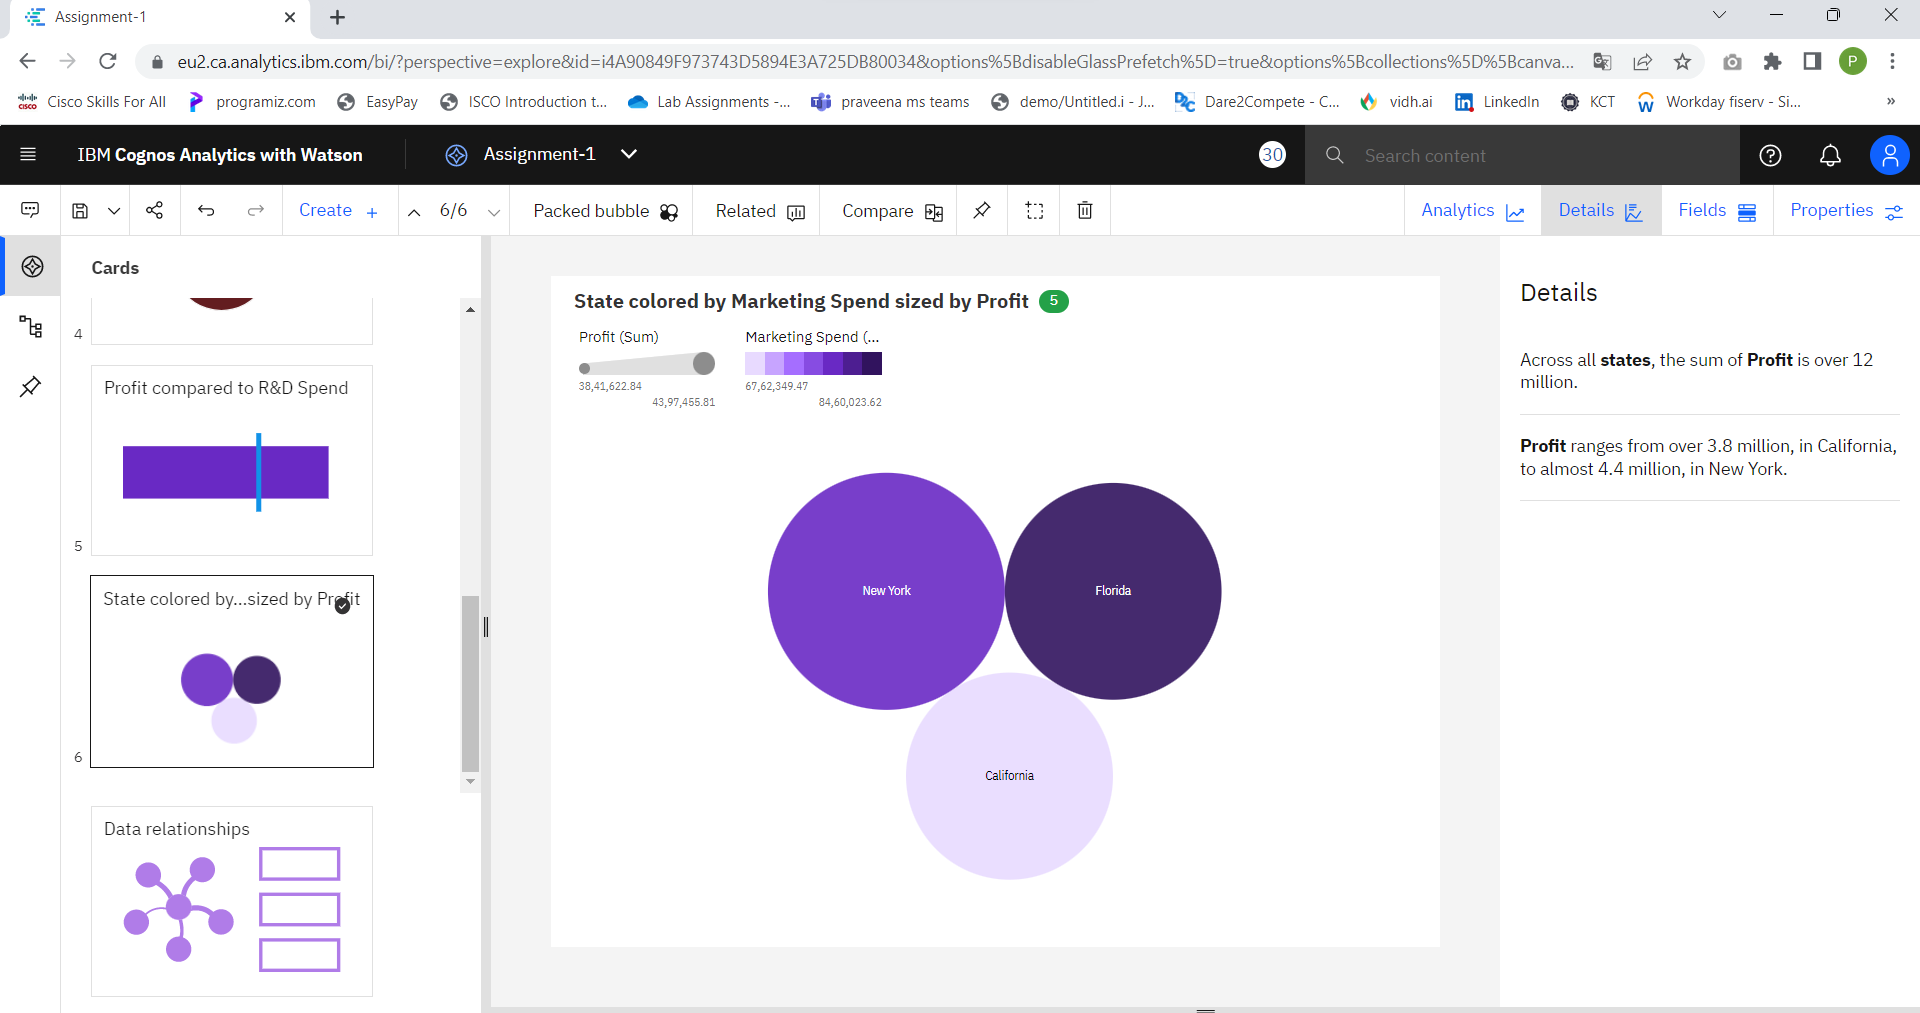 Assignment-1
eu2.ca.analytics.ibm.com/bi/?perspective=explore&id=i4A90849F973743D5894E3A725DB80034&options%5BdisableGlassPrefetch%5D=true&options%5Bcollections%5D%5Bcanva...
P
cisco Cisco Skills For All programiz.com EasyPay ISCO Introduction t... Lab Assignments -... praveena ms teams demo/Untitled.i - J... D2C Dare2Compete - C... vidh.ai in LinkedIn KCT Workday fiserv - Si... »
IBM Cognos Analytics with Watson Assignment-1 30 Search content
Create + 6/6 Packed bubble Related Compare Analytics Details Fields Properties
Cards
4
Profit compared to R&D Spend
5
State colored by...sized by Profit
6
Data relationships
State colored by Marketing Spend sized by Profit 5
Profit (Sum) Marketing Spend (...
38,41,622.84 67,62,349.47
43,97,455.81 84,60,023.62
New York Florida
California
Details
Across all states, the sum of Profit is over 12
million.
Profit ranges from over 3.8 million, in California,
to almost 4.4 million, in New York.